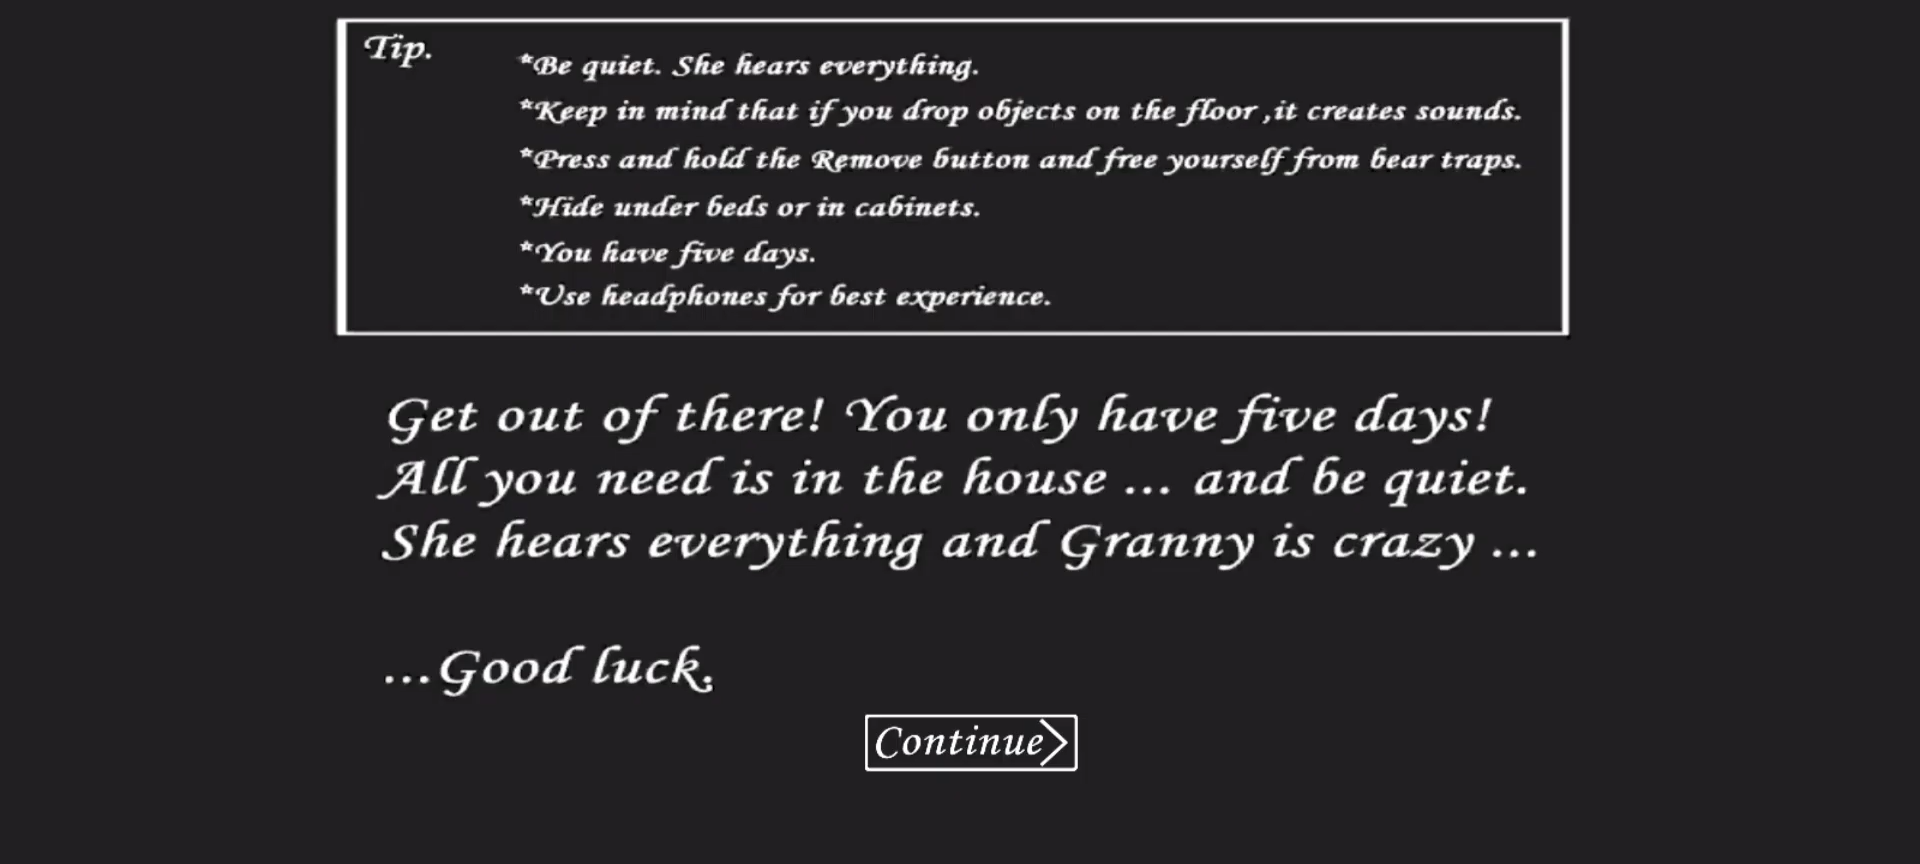 Tip.
*Be quiet. She hears everything.
*Keep in mind that if you drop objects on the floor ,it creates sounds.
*Press and hold the Remove button and free yourself from bear traps.
*Hide under beds or in cabinets.
*You have five days.
*Use headphones for best experience.
Get out of there! You only have five days!
All you need is in the house ... and be quiet.
She hears everything and Granny is crazy ...
...Good luck.
Continue>